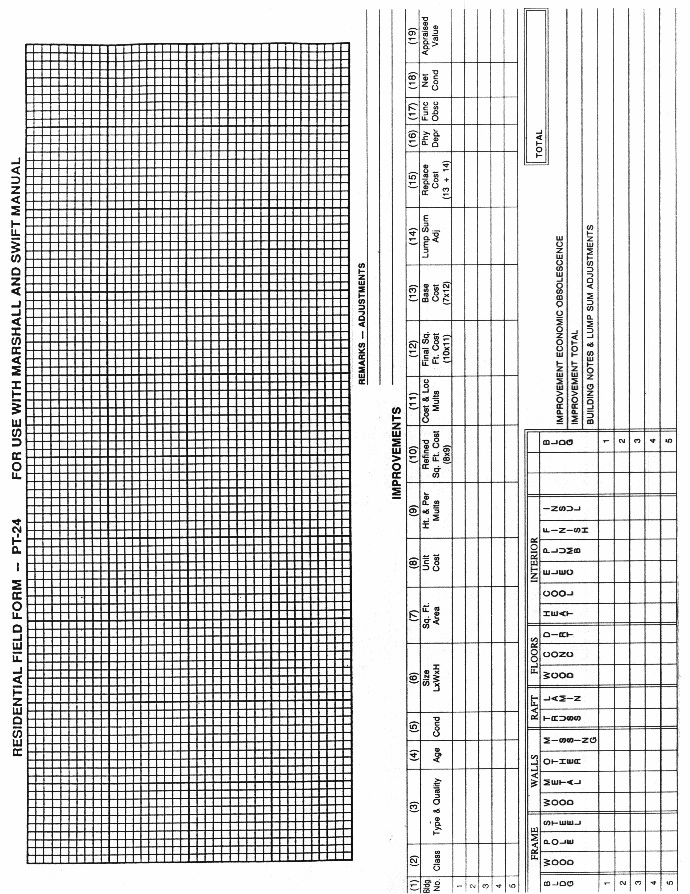 RESIDENTIAL FIELD FORM — PT-24 FOR USE WITH MARSHALL AND SWIFT MANUAL
REMARKS — ADJUSTMENTS
IMPROVEMENTS
(1) (2) (3) (4) (5) (6) (7) (8) (9) (10) (11) (12) (13) (14) (15) (16) (17) (18) (19)
Bldg No. Class Type & Quality Age Cond Size LxWxH Sq. Ft. Area Unit Cost Ht. & Per Mults Refined Sq. Ft. Cost (8x9) Cost & Loc Mults Final Sq. Ft. Cost (10x11) Base Cost (7x12) Lump Sum Adj Replace Cost (13 + 14) Phy Depr Func Obsc Net Cond Appraised Value
1
2
3
4
5
TOTAL
FRAME WALLS RAFT FLOORS INTERIOR
BLDG WOOD POLE STEEL WOOD METAL OTHER MISSING TRUSS LAMIN WOOD CONC DIRT HEAT COOL ELEC PLUMB FINISH INSUL BLDG
1 1
2 2
3 3
4 4
5 5
IMPROVEMENT ECONOMIC OBSOLESCENCE
IMPROVEMENT TOTAL
BUILDING NOTES & LUMP SUM ADJUSTMENTS